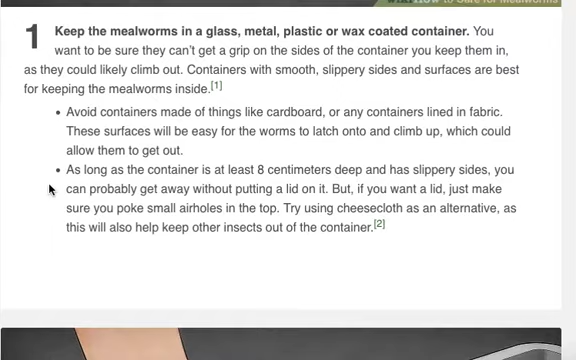 wikiHow to Care for Mealworms
1 Keep the mealworms in a glass, metal, plastic or wax coated container. You
want to be sure they can't get a grip on the sides of the container you keep them in,
as they could likely climb out. Containers with smooth, slippery sides and surfaces are best
for keeping the mealworms inside.[1]
• Avoid containers made of things like cardboard, or any containers lined in fabric.
These surfaces will be easy for the worms to latch onto and climb up, which could
allow them to get out.
• As long as the container is at least 8 centimeters deep and has slippery sides, you
can probably get away without putting a lid on it. But, if you want a lid, just make
sure you poke small airholes in the top. Try using cheesecloth as an alternative, as
this will also help keep other insects out of the container.[2]